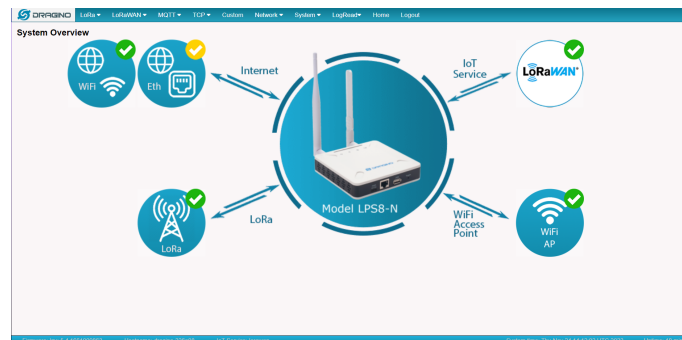 DRAGINO LoRa LoRaWAN MQTT TCP Custom Network System LogRead Home Logout
System Overview
WiFi
Eth
Internet
IoT
Service
LoRaWAN
DRAGINO
Model LPS8-N
LoRa
LoRa
WiFi
Access
Point
WiFi
AP